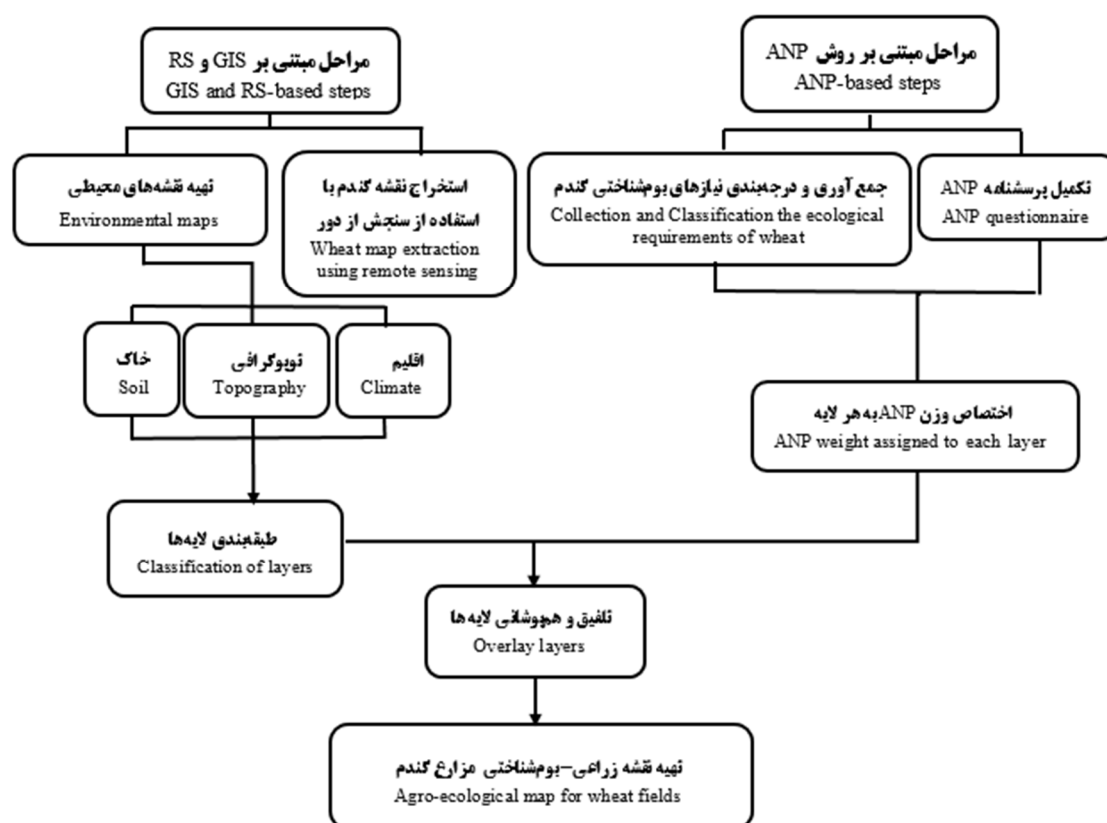 مراحل مبتنی بر GIS و RS
GIS and RS-based steps
مراحل مبتنی بر روش ANP
ANP-based steps
تهیه نقشه‌های محیطی
Environmental maps
استخراج نقشه گندم با
استفاده از سنجش از دور
Wheat map extraction
using remote sensing
جمع آوری و درجه‌بندی نیازهای بوم‌شناختی گندم
Collection and Classification the ecological
requirements of wheat
تکمیل پرسشنامه ANP
ANP questionnaire
خاک
Soil
توپوگرافی
Topography
اقلیم
Climate
اختصاص وزن ANP به هر لایه
ANP weight assigned to each layer
طبقه‌بندی لایه‌ها
Classification of layers
تلفیق و همپوشانی لایه‌ها
Overlay layers
تهیه نقشه زراعی–بوم‌شناختی مزارع گندم
Agro-ecological map for wheat fields